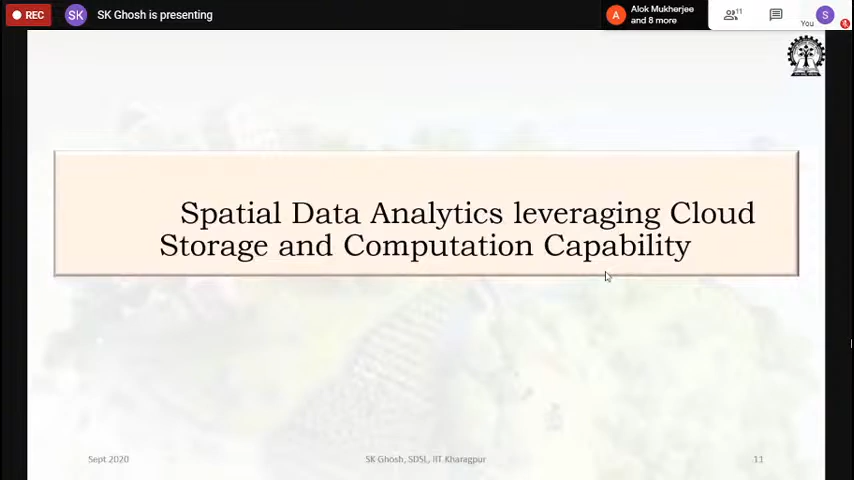 REC
SK
SK Ghosh is presenting
A
Alok Mukherjee
and 8 more
11
You
S
Spatial Data Analytics leveraging Cloud
Storage and Computation Capability
Sept 2020
SK Ghosh, SDSL, IIT Kharagpur
11